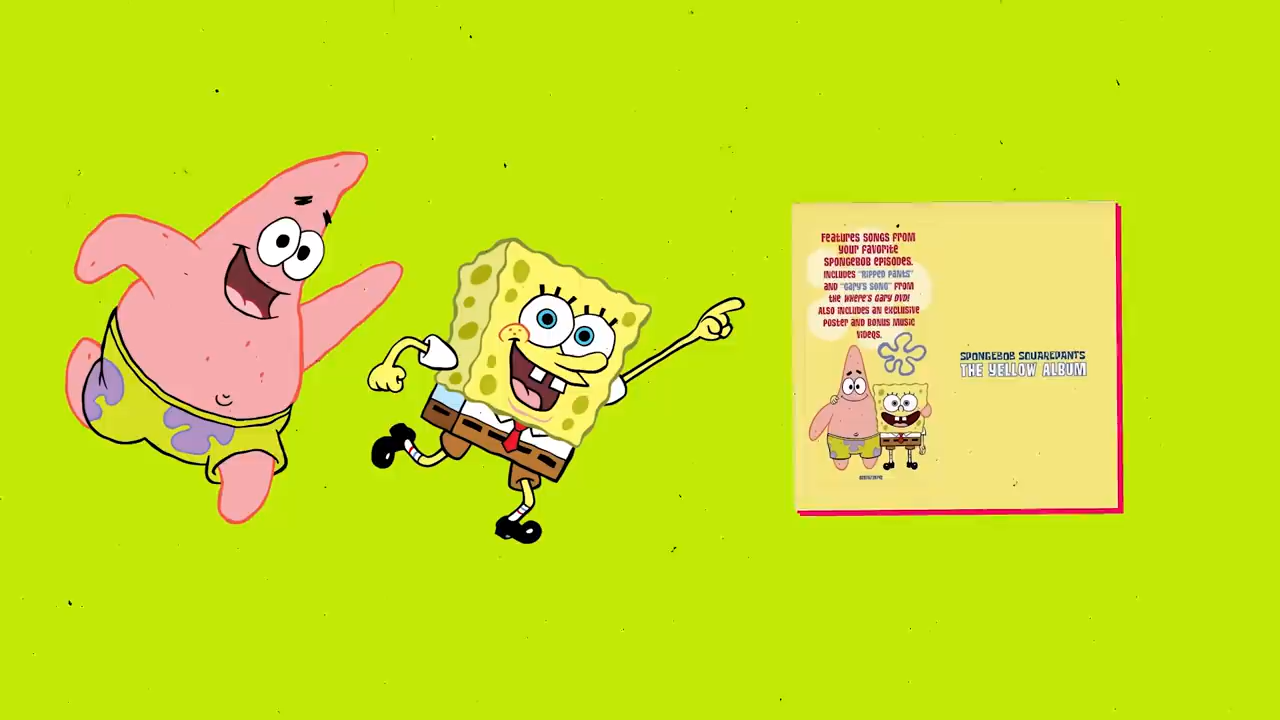 FEATURES SONGS FROM
YOUR FAVORITE
SPONGEBOB EPISODES.
INCLUDES "RIPPED PANTS"
AND "GARY'S SONG" FROM
THE WHERE'S GARY DVD!
ALSO INCLUDES AN EXCLUSIVE
POSTER AND BONUS MUSIC
VIDEOS.
SPONGEBOB SQUAREPANTS
THE YELLOW ALBUM